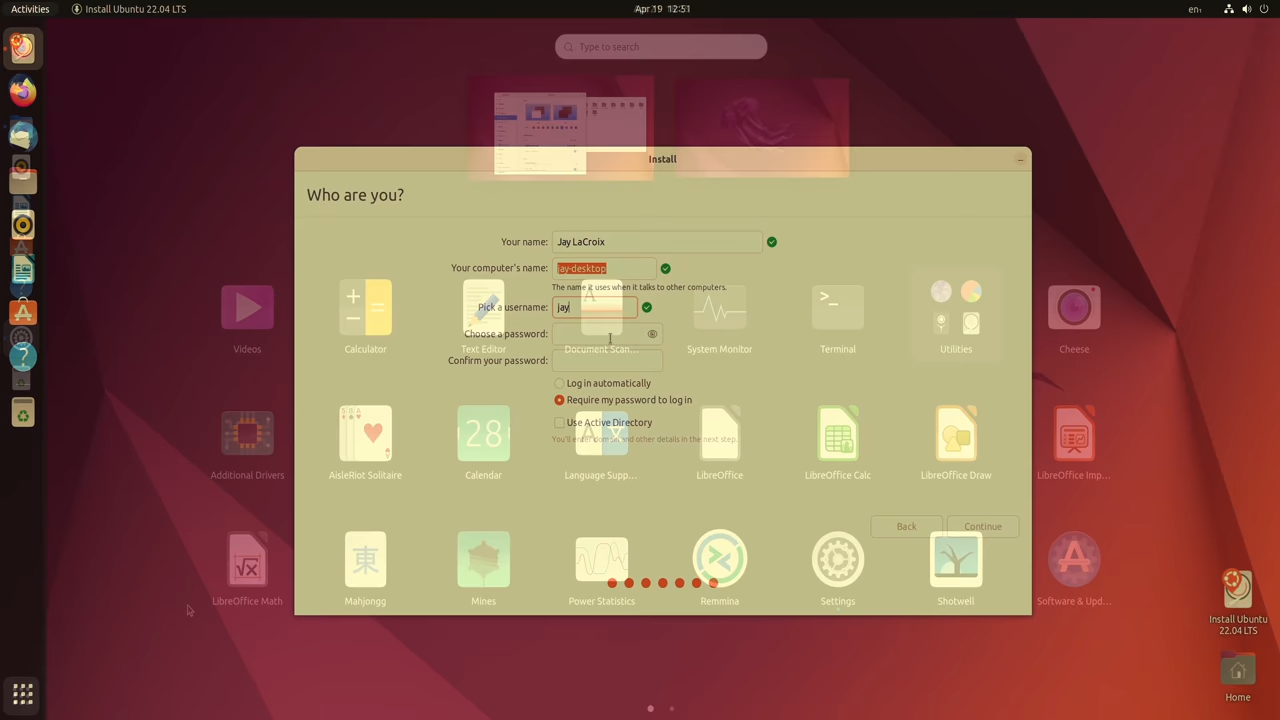 Activities
Install Ubuntu 22.04 LTS
Apr 19 12:51
en₁
Type to search
Install
Who are you?
Your name: Jay LaCroix
Your computer's name: jay-desktop
The name it uses when it talks to other computers.
Pick a username: jay
Choose a password:
Confirm your password:
Log in automatically
Require my password to log in
Use Active Directory
You'll enter domain and other details in the next step.
Back
Continue
Videos
Calculator
Text Editor
Document Scan...
System Monitor
Terminal
Utilities
Cheese
Additional Drivers
AisleRiot Solitaire
28
Calendar
Language Supp...
LibreOffice
LibreOffice Calc
LibreOffice Draw
LibreOffice Imp...
LibreOffice Math
東
Mahjongg
Mines
Power Statistics
Remmina
Settings
Shotwell
Software & Upd...
Install Ubuntu
22.04 LTS
Home